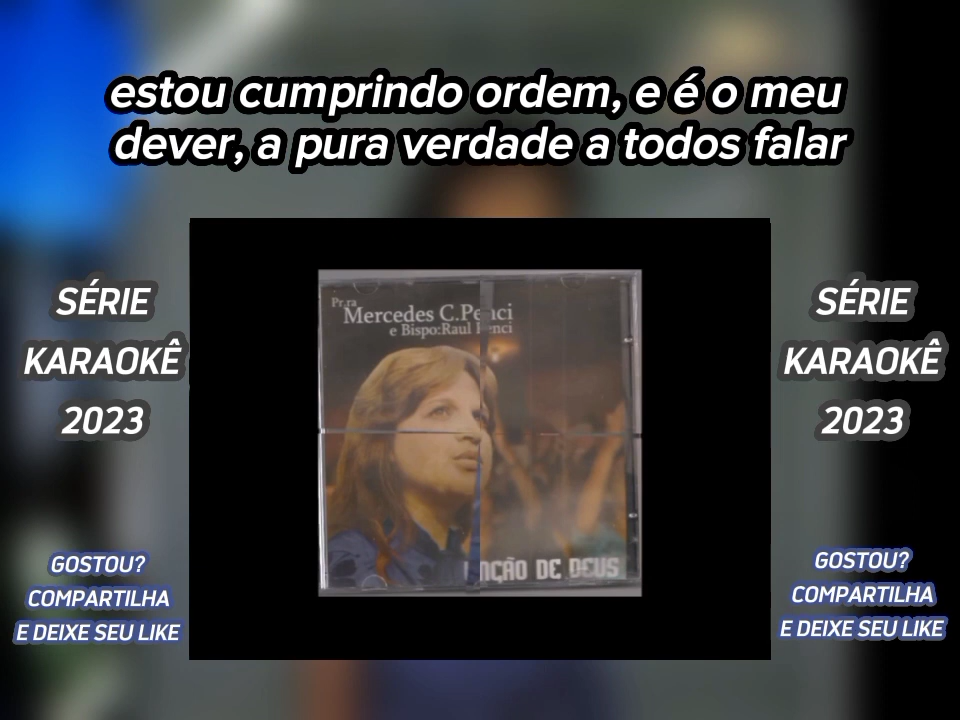 estou cumprindo ordem, e é o meu
dever, a pura verdade a todos falar
SÉRIE
KARAOKÊ
2023
GOSTOU?
COMPARTILHA
E DEIXE SEU LIKE
Pr.ra
Mercedes C.Penci
e Bispo:Raul Penci
DE DEUS
SÉRIE
KARAOKÊ
2023
GOSTOU?
COMPARTILHA
E DEIXE SEU LIKE